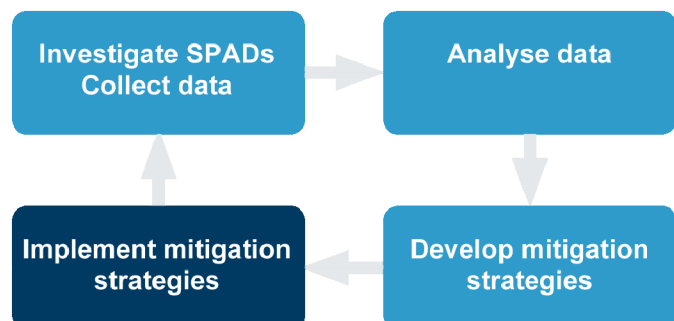 Investigate SPADs
Collect data
Analyse data
Implement mitigation
strategies
Develop mitigation
strategies